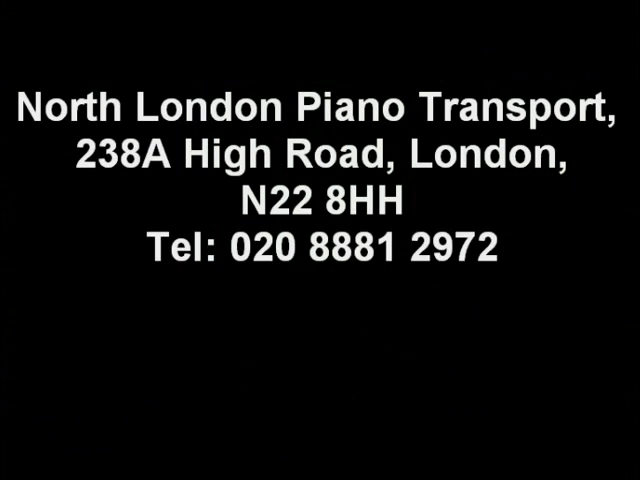 North London Piano Transport,
238A High Road, London,
N22 8HH
Tel: 020 8881 2972